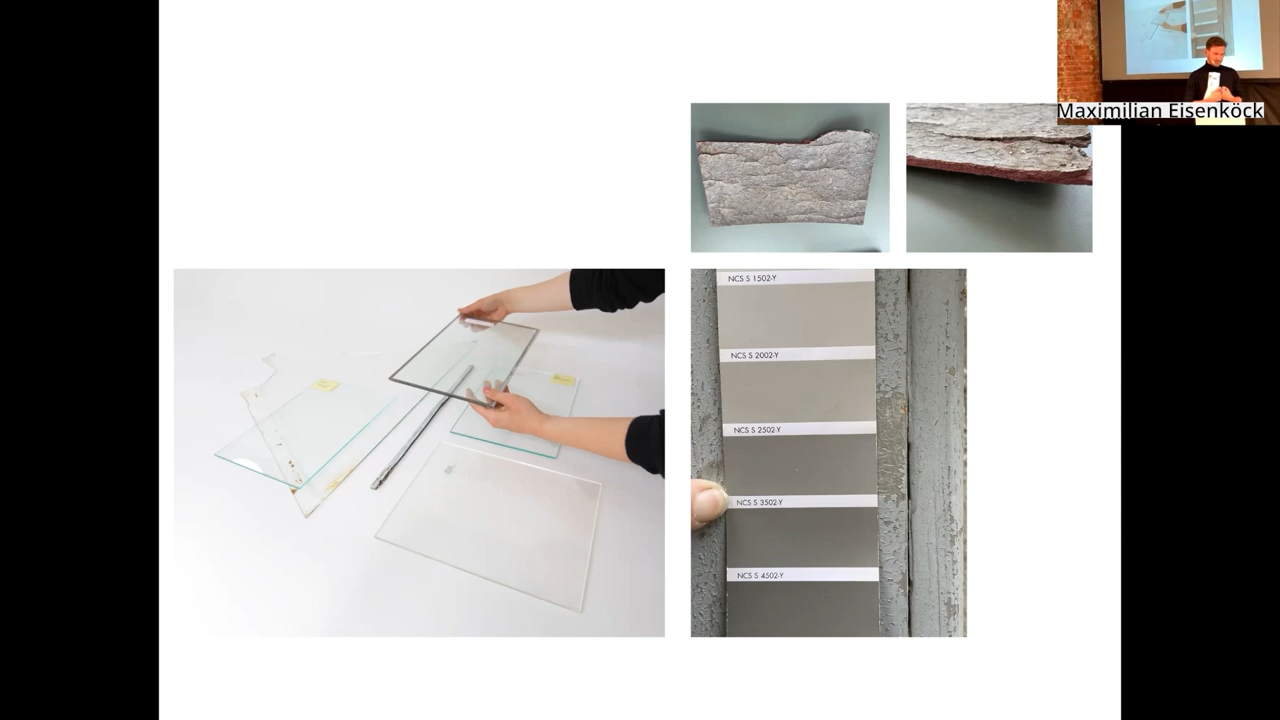 Maximilian Eisenköck
NCS S 1502-Y
NCS S 2002-Y
NCS S 2502-Y
NCS S 3502-Y
NCS S 4502-Y